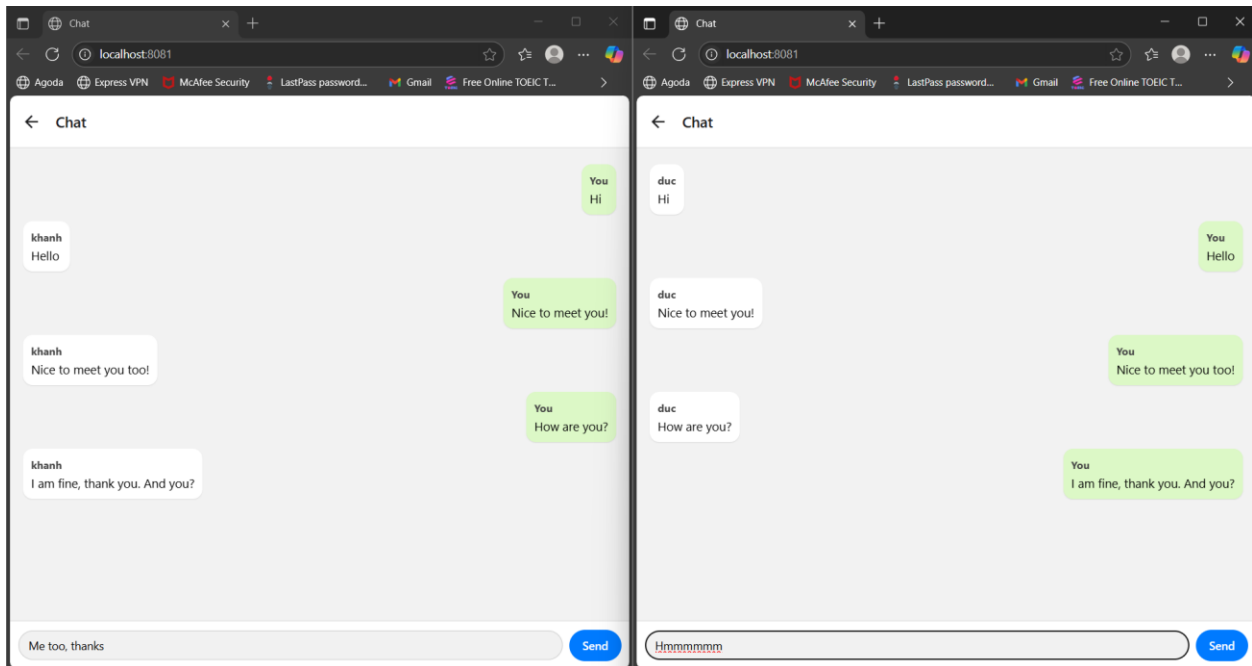 Chat
localhost:8081
Agoda Express VPN McAfee Security LastPass password... Gmail Free Online TOEIC T...
Chat
You
Hi
khanh
Hello
You
Nice to meet you!
khanh
Nice to meet you too!
You
How are you?
khanh
I am fine, thank you. And you?
Me too, thanks
Send
Chat
localhost:8081
Agoda Express VPN McAfee Security LastPass password... Gmail Free Online TOEIC T...
Chat
duc
Hi
You
Hello
duc
Nice to meet you!
You
Nice to meet you too!
duc
How are you?
You
I am fine, thank you. And you?
Hmmmmmm
Send